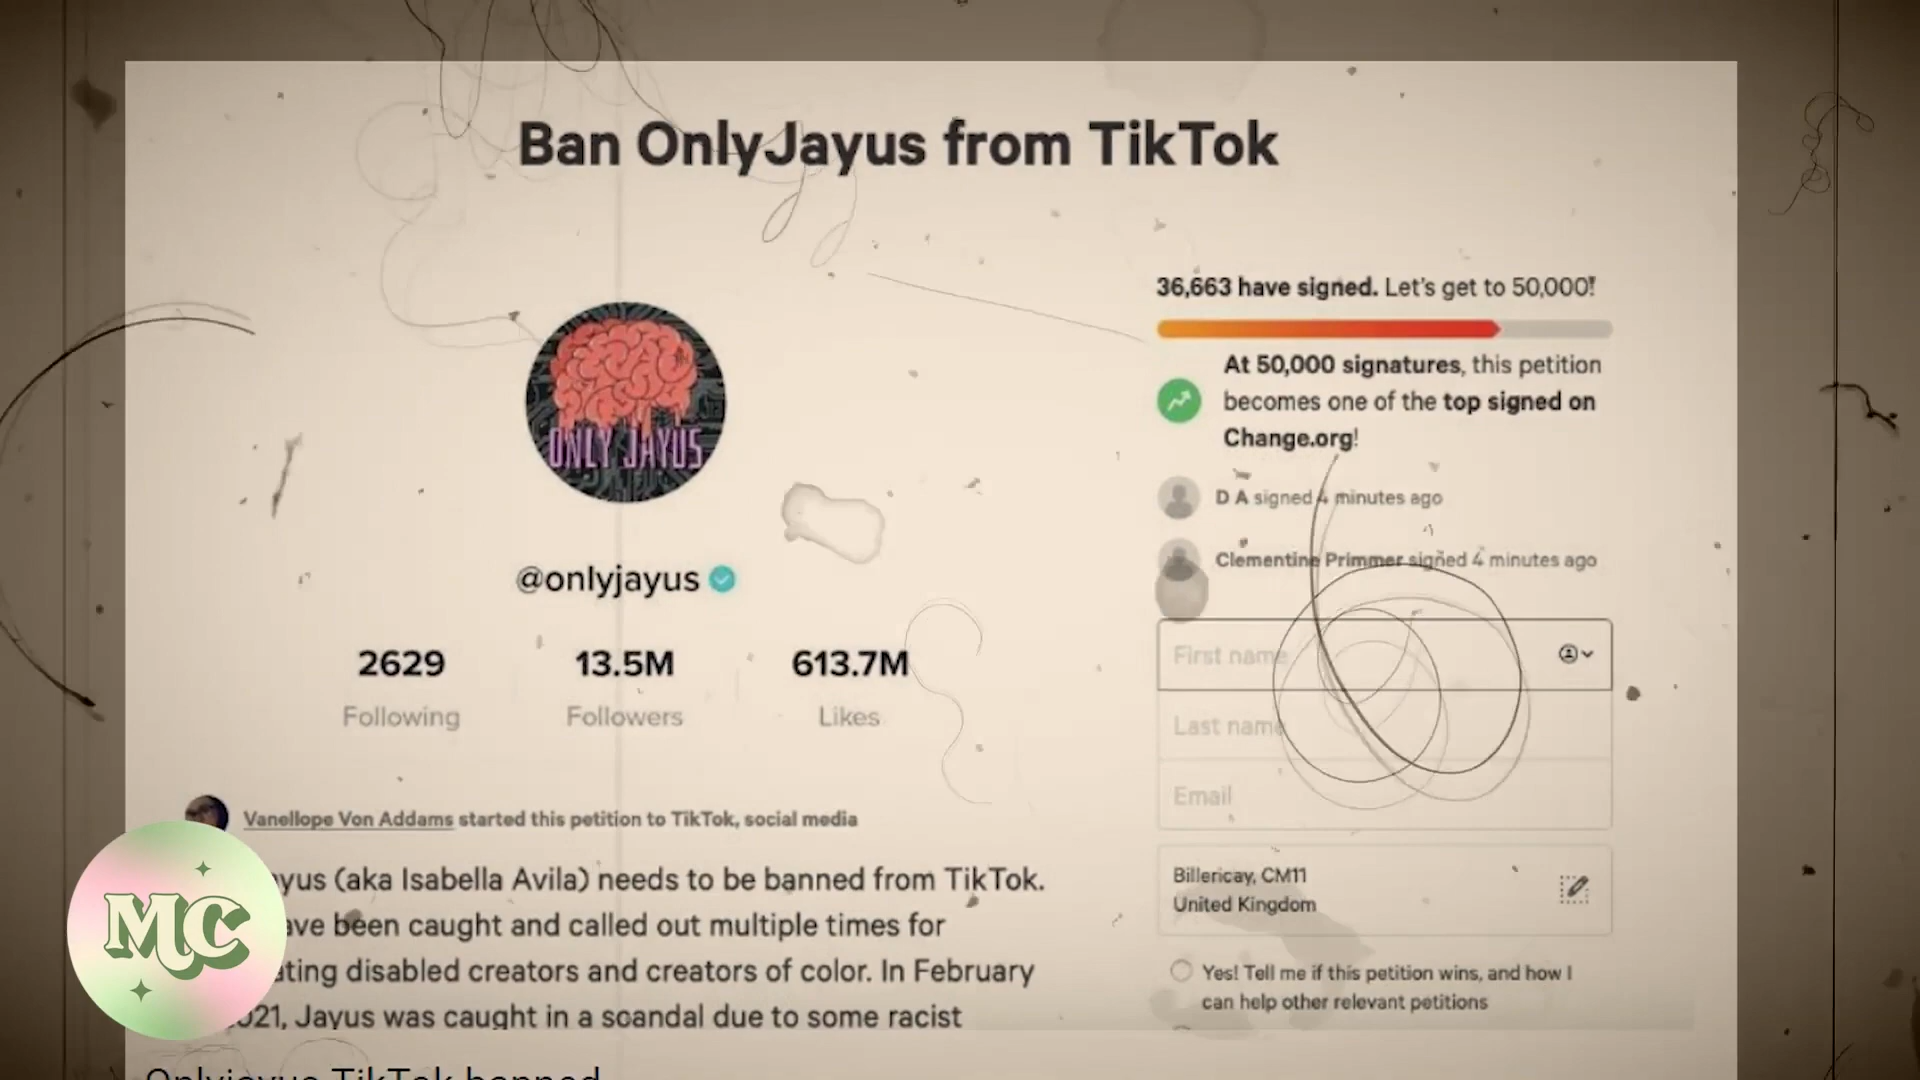 Ban OnlyJayus from TikTok
ONLY JAYUS
@onlyjayus
2629
13.5M
613.7M
Following
Followers
Likes
Vanellope Von Addams started this petition to TikTok, social media
yus (aka Isabella Avila) needs to be banned from TikTok.
ave been caught and called out multiple times for
ating disabled creators and creators of color. In February
021, Jayus was caught in a scandal due to some racist
Onlyjayus TikTok banned
36,663 have signed. Let's get to 50,000!
At 50,000 signatures, this petition
becomes one of the top signed on
Change.org!
D A signed 4 minutes ago
Clementine Primmer signed 4 minutes ago
First name
Last name
Email
Billericay, CM11
United Kingdom
Yes! Tell me if this petition wins, and how I
can help other relevant petitions
MC